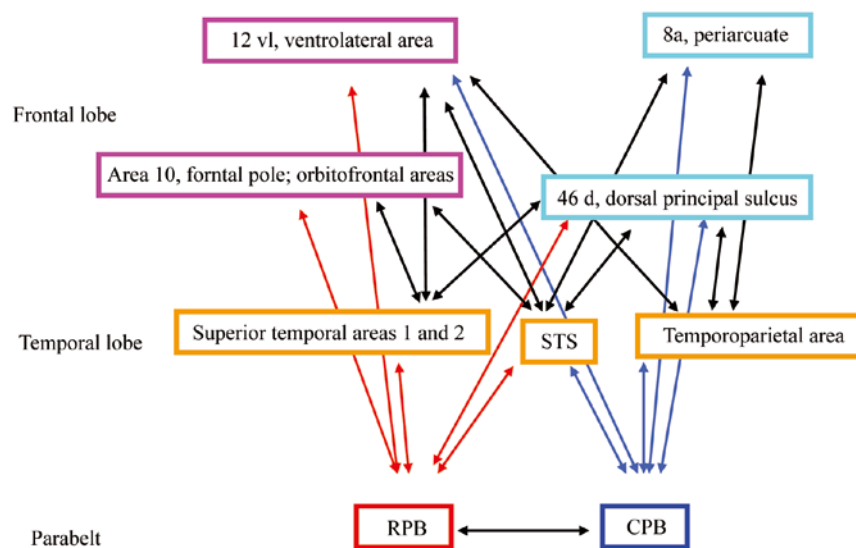 12 vl, ventrolateral area
8a, periarcuate
Frontal lobe
Area 10, forntal pole; orbitofrontal areas
46 d, dorsal principal sulcus
Temporal lobe
Superior temporal areas 1 and 2
STS
Temporoparietal area
Parabelt
RPB
CPB